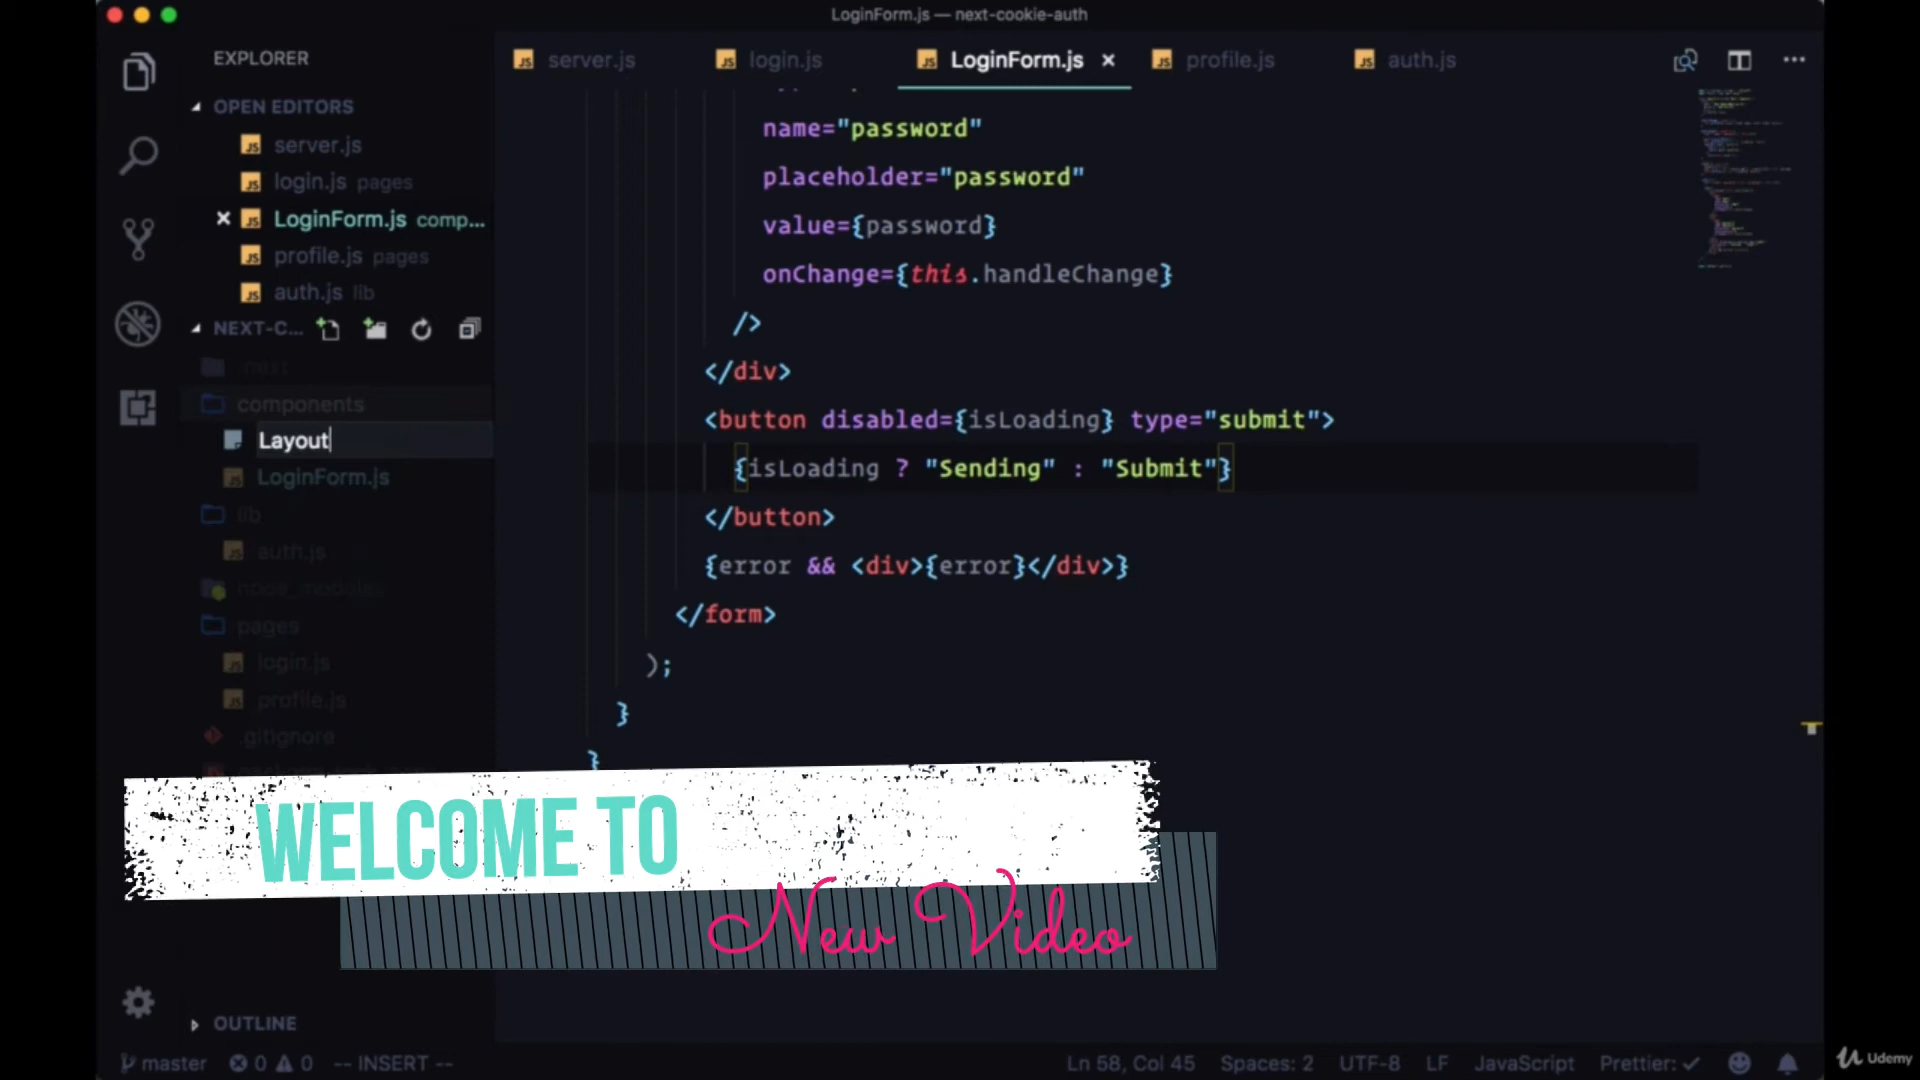 LoginForm.js — next-cookie-auth
EXPLORER
server.js
login.js
LoginForm.js
profile.js
auth.js
OPEN EDITORS
server.js
login.js pages
LoginForm.js comp...
profile.js pages
auth.js lib
NEXT-C...
.next
components
Layout
LoginForm.js
lib
auth.js
node_modules
pages
login.js
profile.js
.gitignore
name="password"
placeholder="password"
value={password}
onChange={this.handleChange}
/>
</div>
<button disabled={isLoading} type="submit">
{isLoading ? "Sending" : "Submit"}
</button>
{error && <div>{error}</div>}
</form>
);
}
}
WELCOME TO
New Video
OUTLINE
master
0
0
-- INSERT --
Ln 58, Col 45
Spaces: 2
UTF-8
LF
JavaScript
Prettier: ✓
Udemy